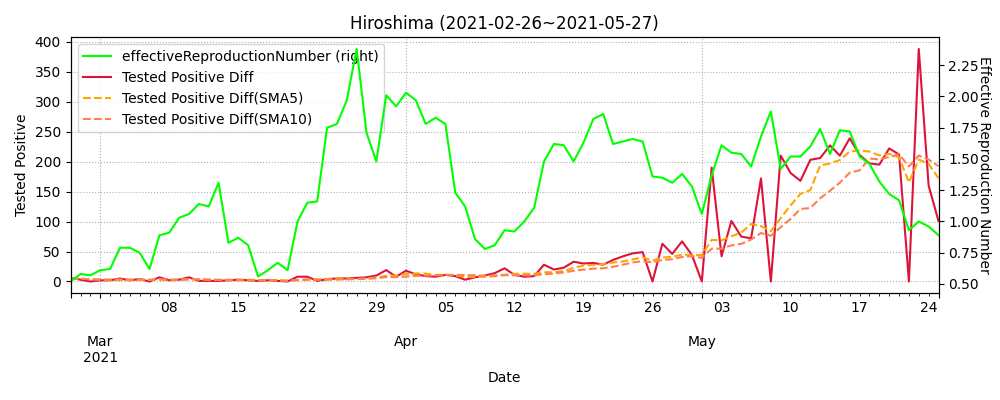 Hiroshima (2021-02-26~2021-05-27)
effectiveReproductionNumber (right)
Tested Positive Diff
Tested Positive Diff(SMA5)
Tested Positive Diff(SMA10)
Tested Positive
400
350
300
250
200
150
100
50
0
Effective Reproduction Number
2.25
2.00
1.75
1.50
1.25
1.00
0.75
0.50
08 15 22 29 05 12 19 26 03 10 17 24
Mar Apr May
2021
Date